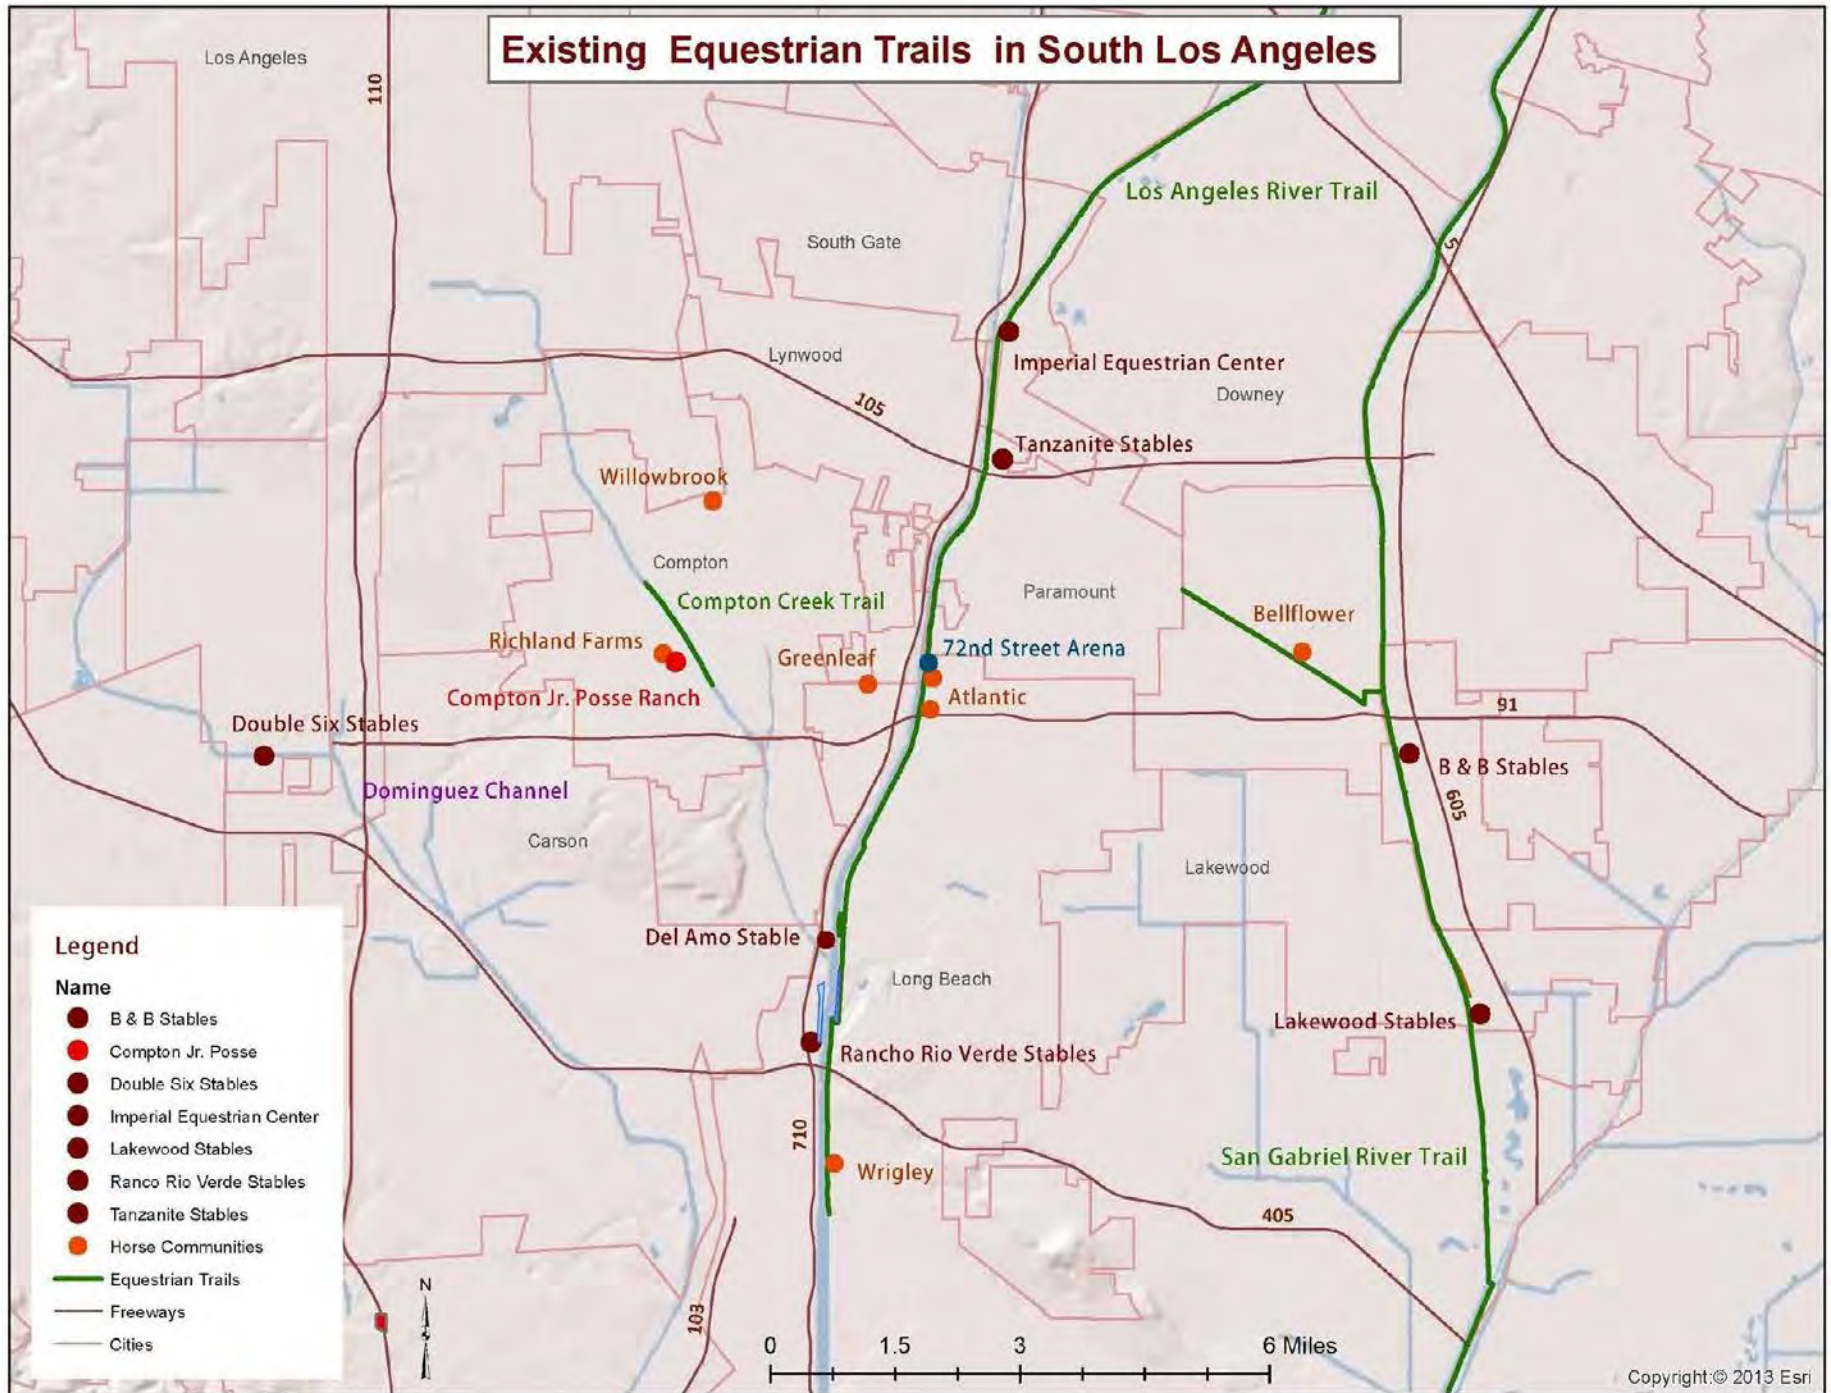 Existing Equestrian Trails in South Los Angeles
Los Angeles
110
Los Angeles River Trail
South Gate
5
Lynwood
Imperial Equestrian Center
Downey
105
Tanzanite Stables
Willowbrook
Compton
Compton Creek Trail
Paramount
Bellflower
Richland Farms
Greenleaf
72nd Street Arena
Compton Jr. Posse Ranch
Atlantic
91
Double Six Stables
B & B Stables
Dominguez Channel
605
Carson
Lakewood
Del Amo Stable
Long Beach
Lakewood Stables
Rancho Rio Verde Stables
710
San Gabriel River Trail
Wrigley
405
103
Legend
Name
B & B Stables
Compton Jr. Posse
Double Six Stables
Imperial Equestrian Center
Lakewood Stables
Ranco Rio Verde Stables
Tanzanite Stables
Horse Communities
Equestrian Trails
Freeways
Cities
N
0 1.5 3 6 Miles
Copyright:© 2013 Esri